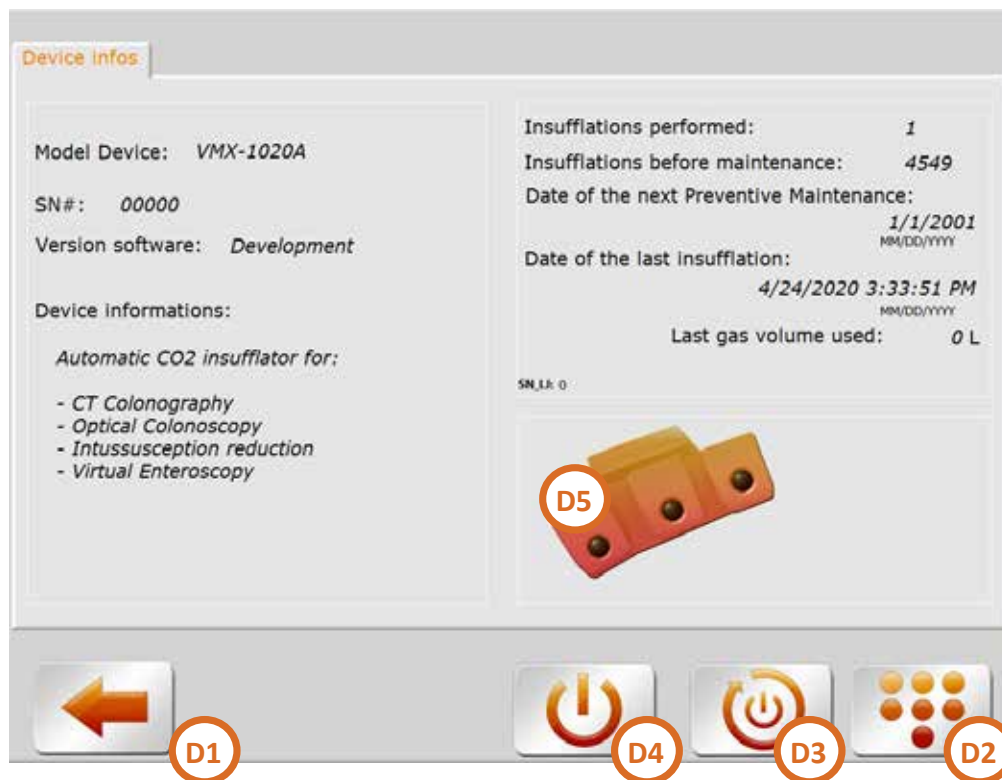 Device infos
Model Device: VMX-1020A
SN#: 00000
Version software: Development
Device informations:
Automatic CO2 insufflator for:
- CT Colonography
- Optical Colonoscopy
- Intussusception reduction
- Virtual Enteroscopy
Insufflations performed: 1
Insufflations before maintenance: 4549
Date of the next Preventive Maintenance:
1/1/2001
MM/DD/YYYY
Date of the last insufflation:
4/24/2020 3:33:51 PM
MM/DD/YYYY
Last gas volume used: 0 L
0
D5
D1
D4
D3
D2